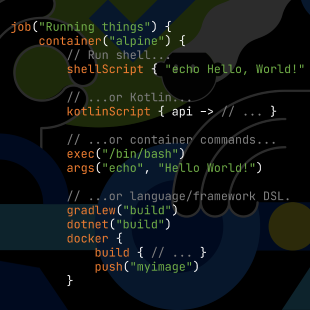 job("Running things") {
    container("alpine") {
        // Run shell...
        shellScript { "echo Hello, World!"

        // ...or Kotlin...
        kotlinScript { api -> // ... }

        // ...or container commands...
        exec("/bin/bash")
        args("echo", "Hello World!")

        // ...or language/framework DSL.
        gradlew("build")
        dotnet("build")
        docker {
            build { // ... }
            push("myimage")
        }